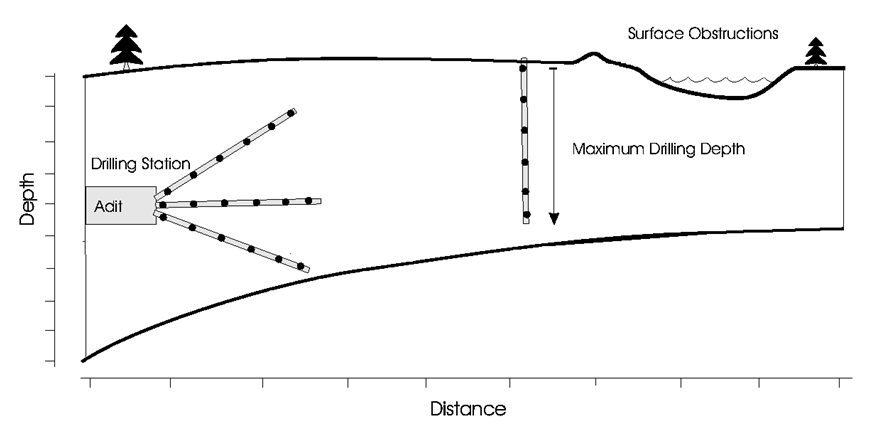 Surface Obstructions
Maximum Drilling Depth
Drilling Station
Adit
Depth
Distance